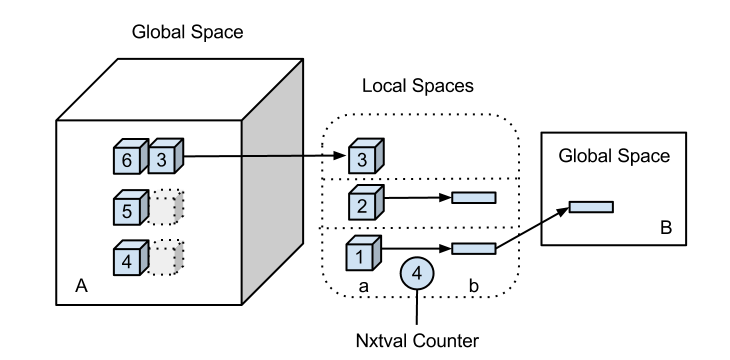 Global Space
Local Spaces
6 3
3
Global Space
5
2
B
4
1
A
4
a
b
Nxtval Counter